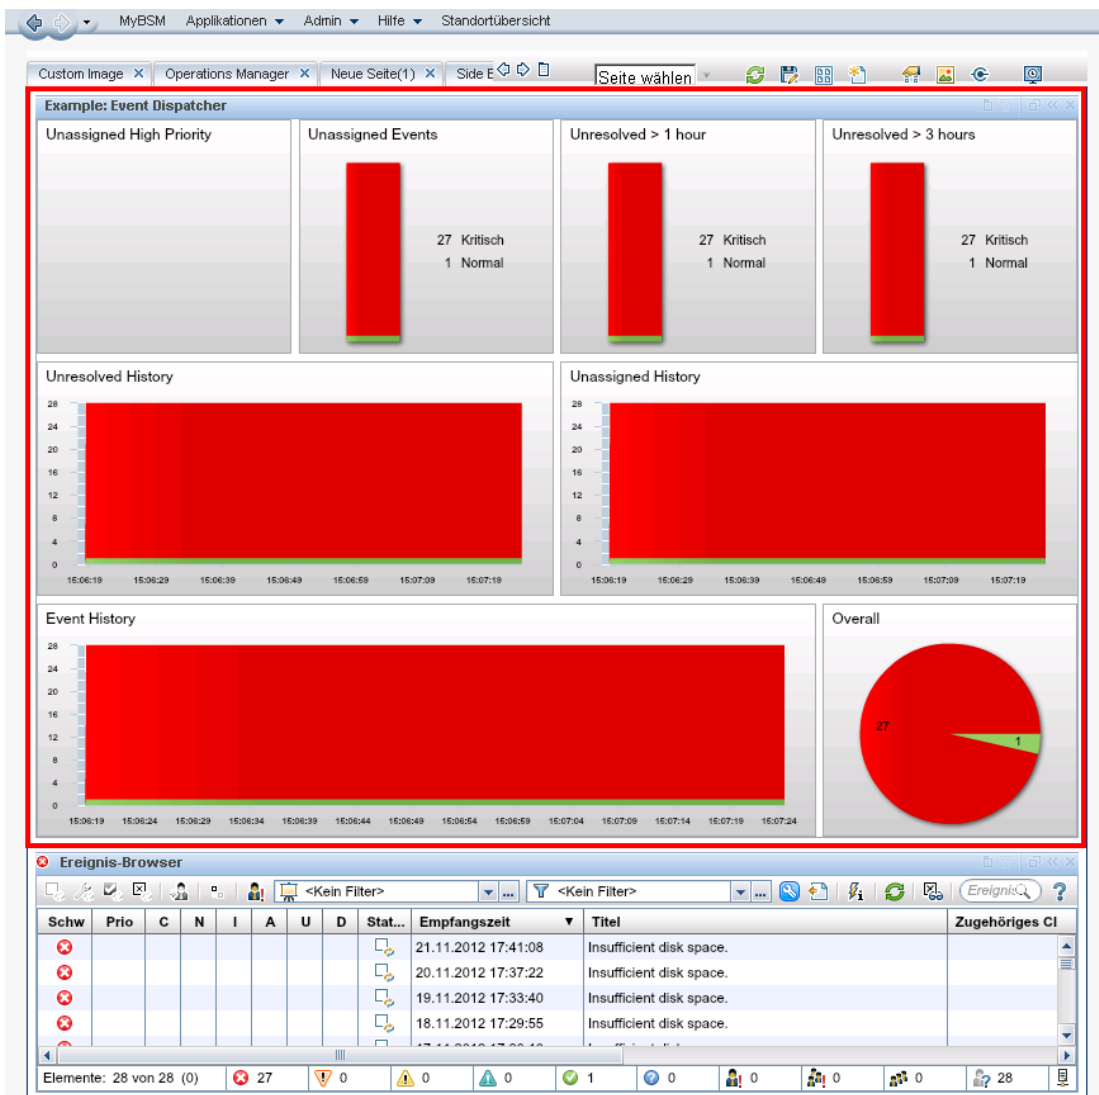 MyBSM Applikationen Admin Hilfe Standortübersicht
Custom Image Operations Manager Neue Seite(1) Side E Seite wählen
Example: Event Dispatcher
Unassigned High Priority Unassigned Events Unresolved > 1 hour Unresolved > 3 hours
27 Kritisch 27 Kritisch 27 Kritisch
1 Normal 1 Normal 1 Normal
Unresolved History Unassigned History
28 28
24 24
20 20
16 16
12 12
8 8
4 4
0 0
15:06:19 15:06:29 15:06:39 15:06:49 15:06:59 15:07:09 15:07:19 15:06:19 15:06:29 15:06:39 15:06:49 15:06:59 15:07:09 15:07:19
Event History Overall
28
24
20
16
12
8
4
0
27
1
15:06:19 15:06:24 15:06:29 15:06:34 15:06:39 15:06:44 15:06:49 15:06:54 15:06:59 15:07:04 15:07:09 15:07:14 15:07:19 15:07:24
Ereignis-Browser
<Kein Filter> ... <Kein Filter> ... Ereignis
Schw Prio C N I A U D Stat... Empfangszeit Titel Zugehöriges CI
21.11.2012 17:41:08 Insufficient disk space.
20.11.2012 17:37:22 Insufficient disk space.
19.11.2012 17:33:40 Insufficient disk space.
18.11.2012 17:29:55 Insufficient disk space.
Elemente: 28 von 28 (0) 27 0 0 0 1 0 0 0 0 28